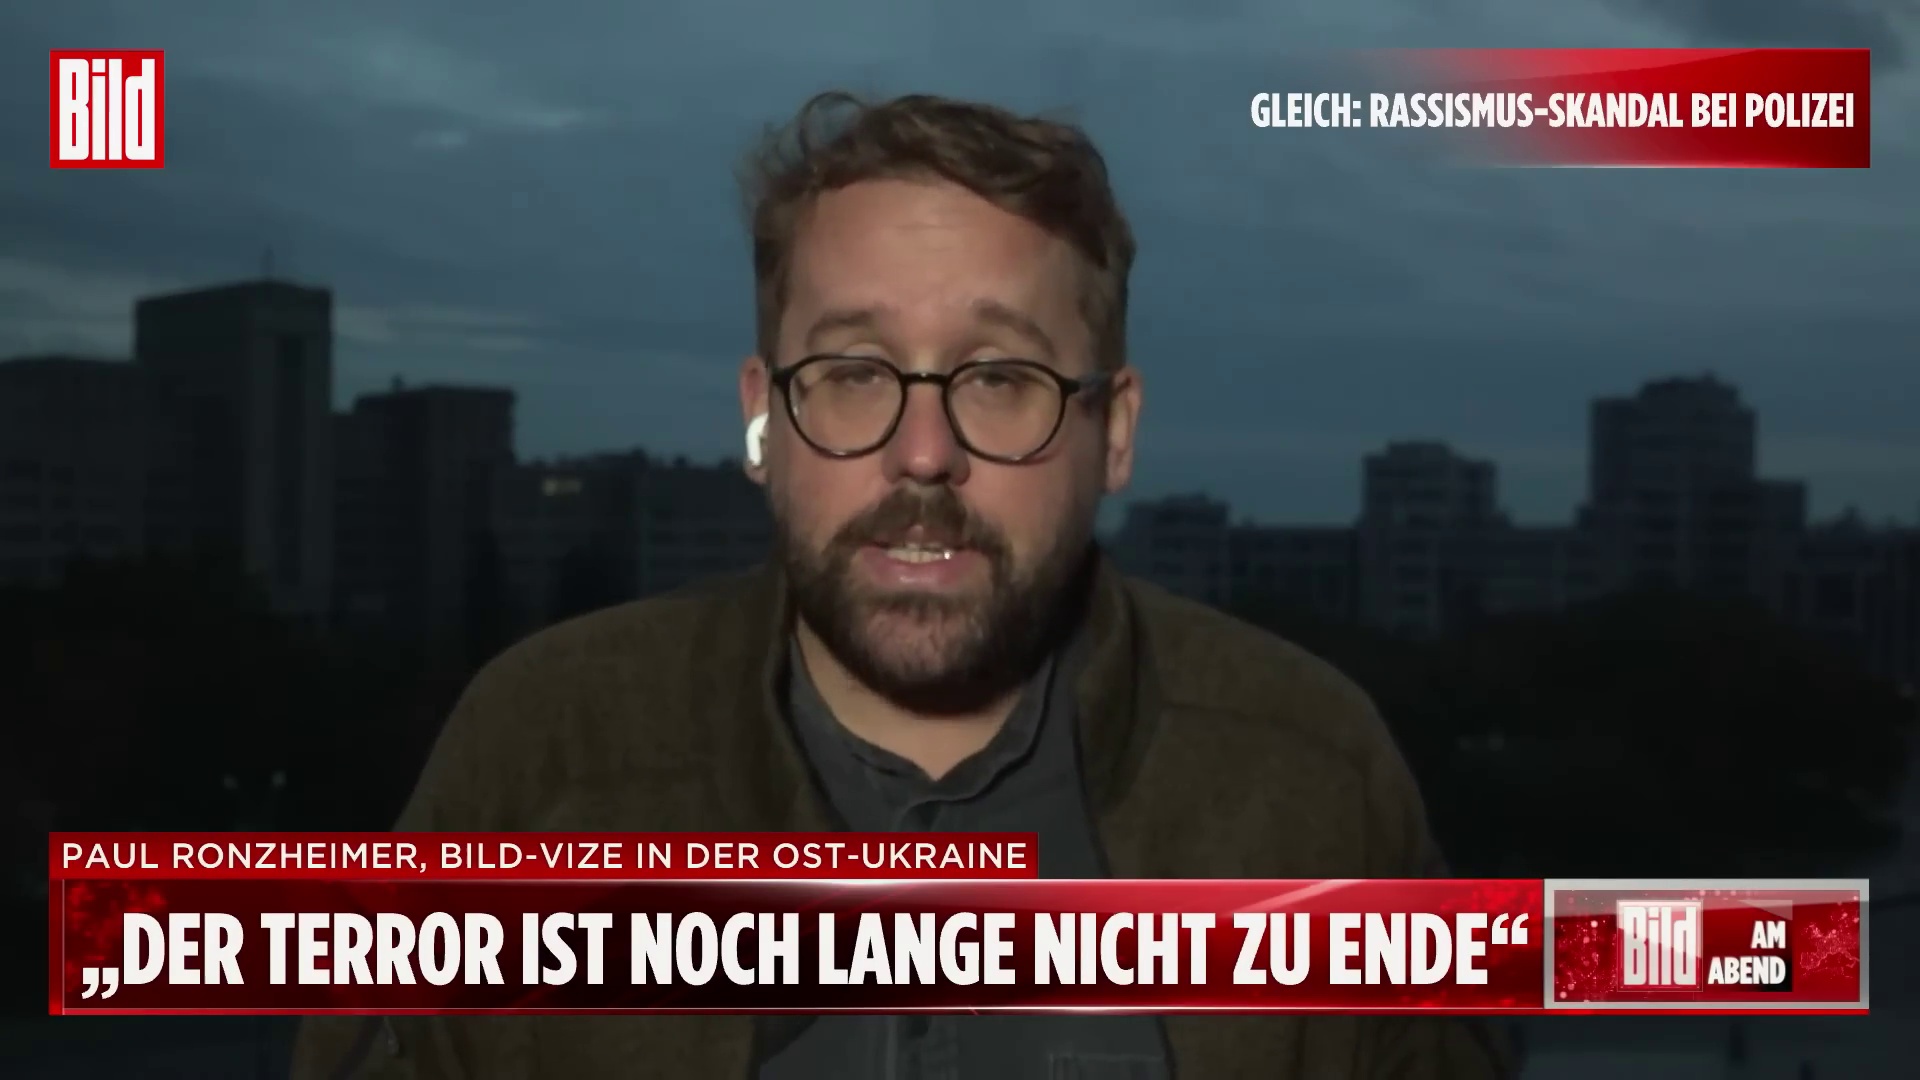 Bild
GLEICH: RASSISMUS-SKANDAL BEI POLIZEI
PAUL RONZHEIMER, BILD-VIZE IN DER OST-UKRAINE
„DER TERROR IST NOCH LANGE NICHT ZU ENDE“
Bild
AM
ABEND